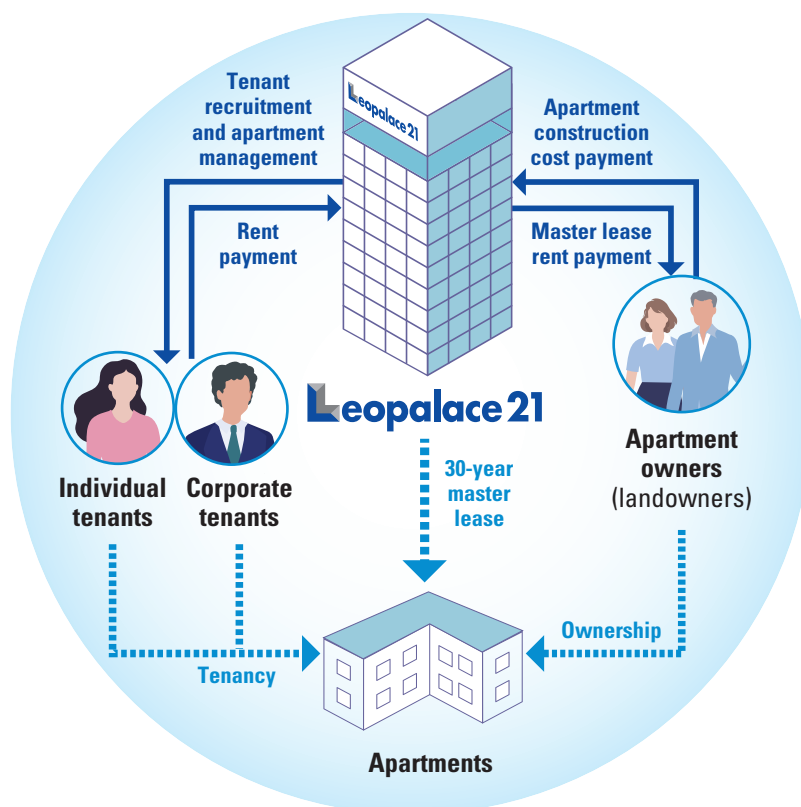 Tenant
recruitment
and apartment
management
Leopalace21
Apartment
construction
cost payment
Rent
payment
Master lease
rent payment
Leopalace21
Individual
tenants
Corporate
tenants
30-year
master
lease
Apartment
owners
(landowners)
Tenancy
Ownership
Apartments